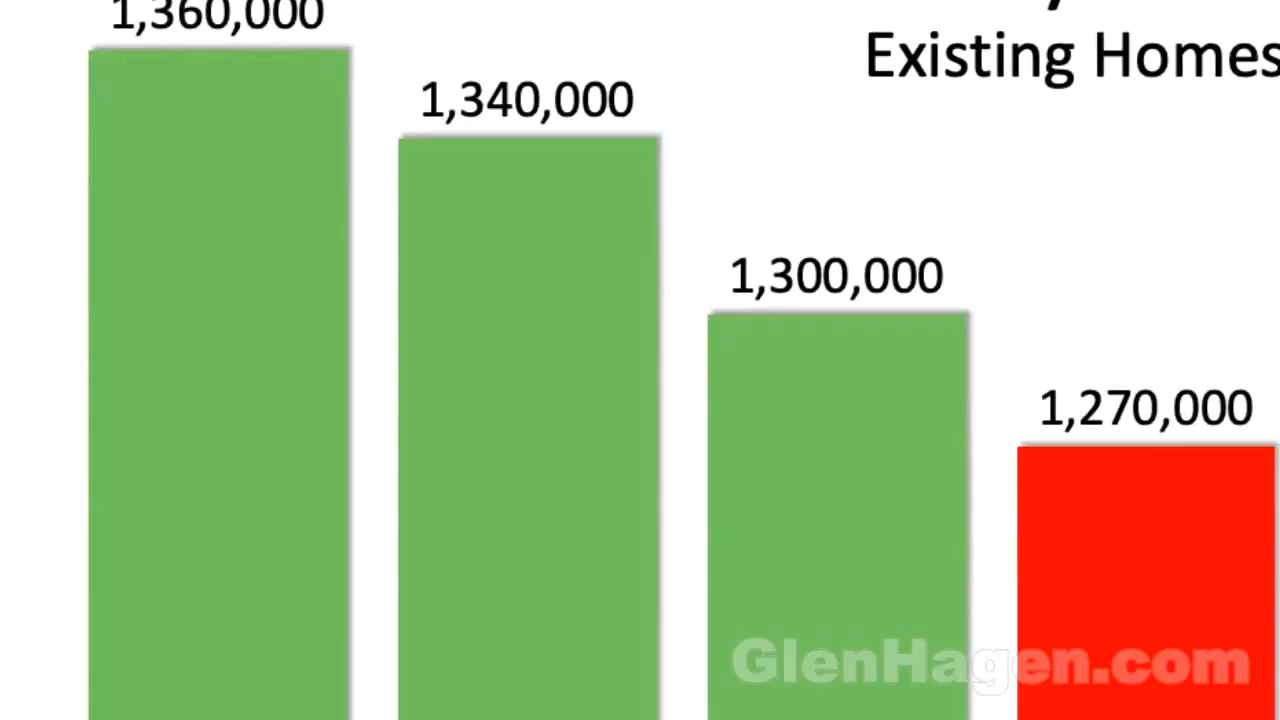 1,360,000
Existing Homes
1,340,000
1,300,000
1,270,000
GlenHagen.com